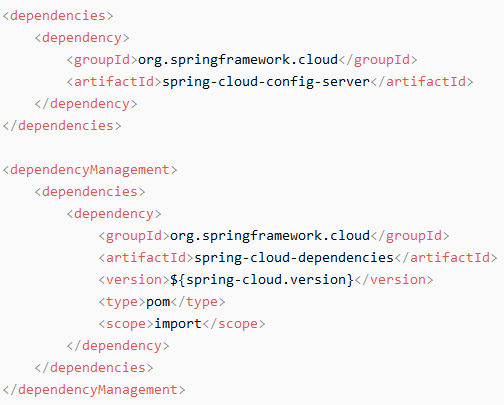 <dependencies>
    <dependency>
        <groupId>org.springframework.cloud</groupId>
        <artifactId>spring-cloud-config-server</artifactId>
    </dependency>
</dependencies>

<dependencyManagement>
    <dependencies>
        <dependency>
            <groupId>org.springframework.cloud</groupId>
            <artifactId>spring-cloud-dependencies</artifactId>
            <version>${spring-cloud.version}</version>
            <type>pom</type>
            <scope>import</scope>
        </dependency>
    </dependencies>
</dependencyManagement>